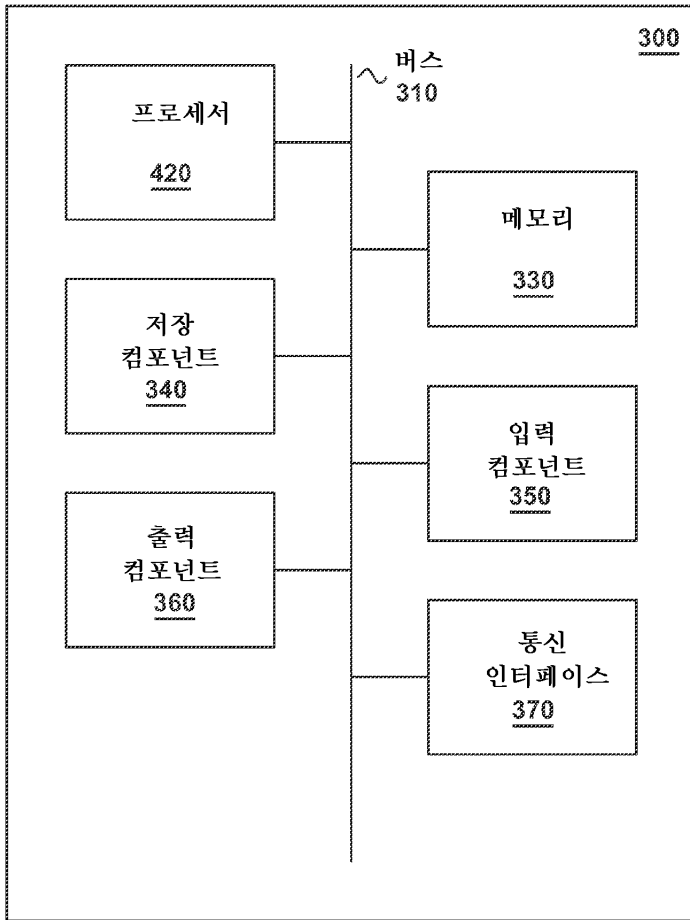 300
버스
310
프로세서
420
메모리
330
저장
컴포넌트
340
입력
컴포넌트
350
출력
컴포넌트
360
통신
인터페이스
370